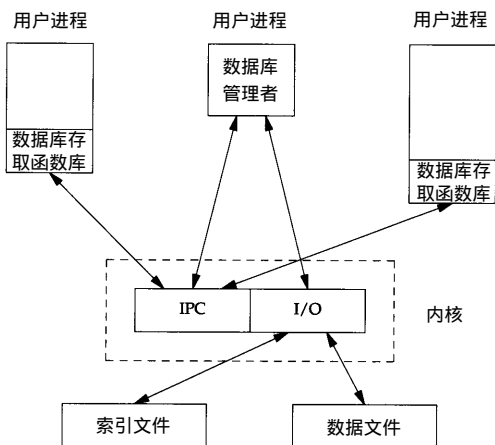 用户进程
用户进程
用户进程
数据库
管理者
数据库存
取函数库
数据库存
取函数库
IPC
I/O
内核
索引文件
数据文件